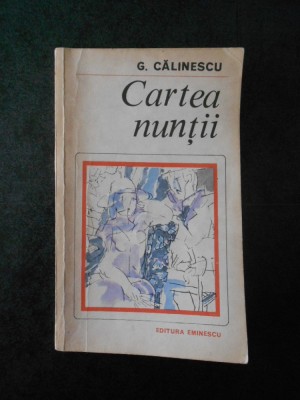 G. CĂLINESCU
Cartea
nunții
EDITURA EMINESCU